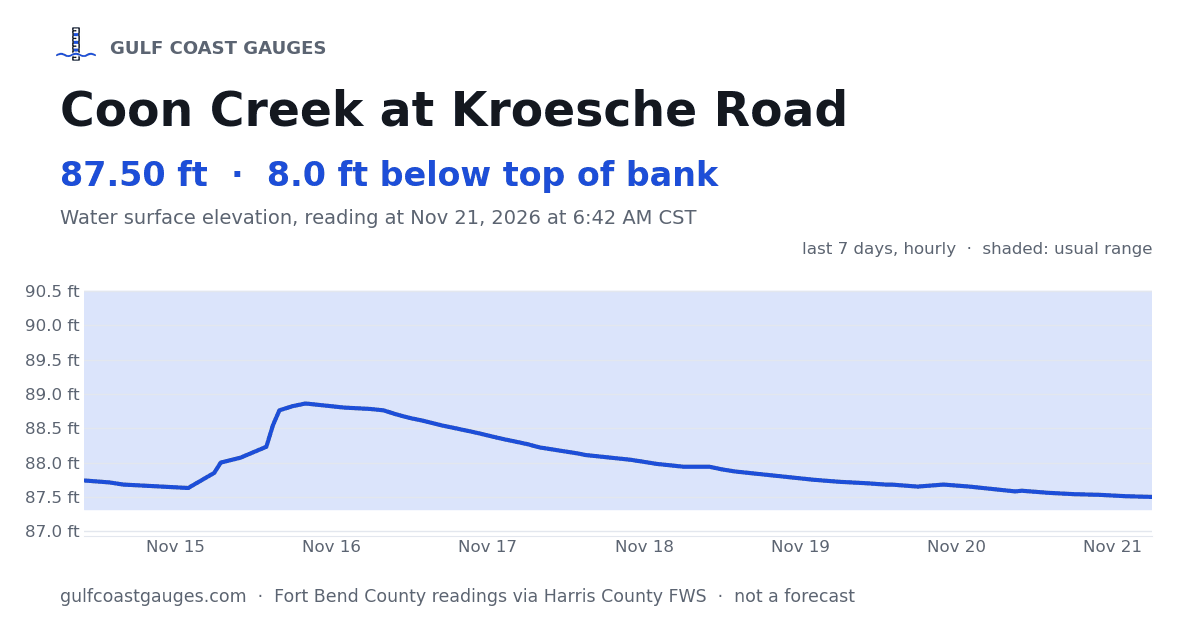 GULF COAST GAUGES
Coon Creek at Kroesche Road
87.50 ft · 8.0 ft below top of bank
Water surface elevation, reading at Nov 21, 2026 at 6:42 AM CST
last 7 days, hourly · shaded: usual range
90.5 ft
90.0 ft
89.5 ft
89.0 ft
88.5 ft
88.0 ft
87.5 ft
87.0 ft
Nov 15 Nov 16 Nov 17 Nov 18 Nov 19 Nov 20 Nov 21
gulfcoastgauges.com · Fort Bend County readings via Harris County FWS · not a forecast